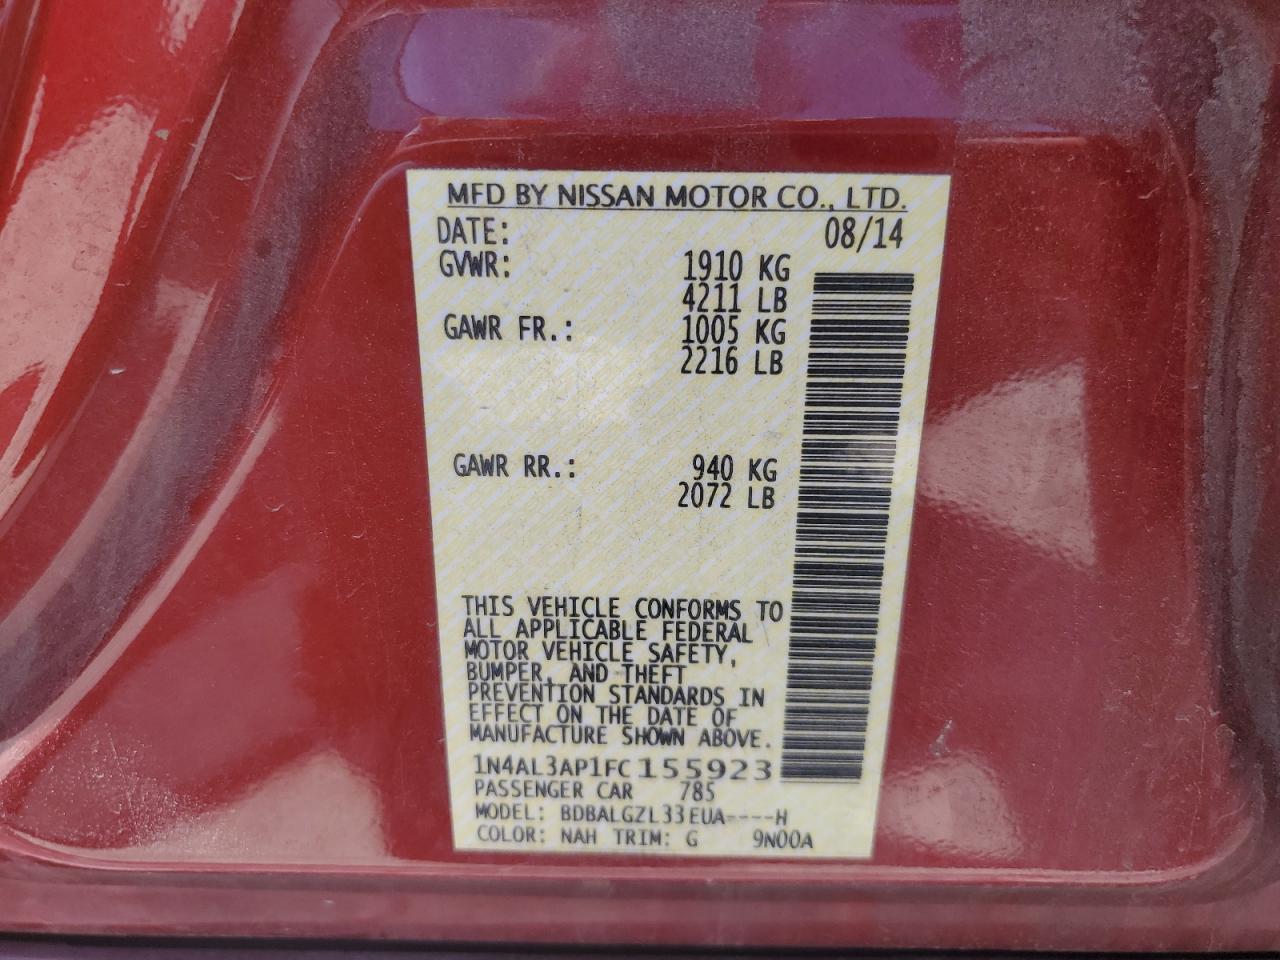 MFD BY NISSAN MOTOR CO., LTD.
DATE: 08/14
GVWR: 1910 KG
4211 LB
GAWR FR.: 1005 KG
2216 LB
GAWR RR.: 940 KG
2072 LB
THIS VEHICLE CONFORMS TO
ALL APPLICABLE FEDERAL
MOTOR VEHICLE SAFETY,
BUMPER, AND THEFT
PREVENTION STANDARDS IN
EFFECT ON THE DATE OF
MANUFACTURE SHOWN ABOVE.
1N4AL3AP1FC155923
PASSENGER CAR 785
MODEL: BDBALGZL33EUA----H
COLOR: NAH TRIM: G 9N00A